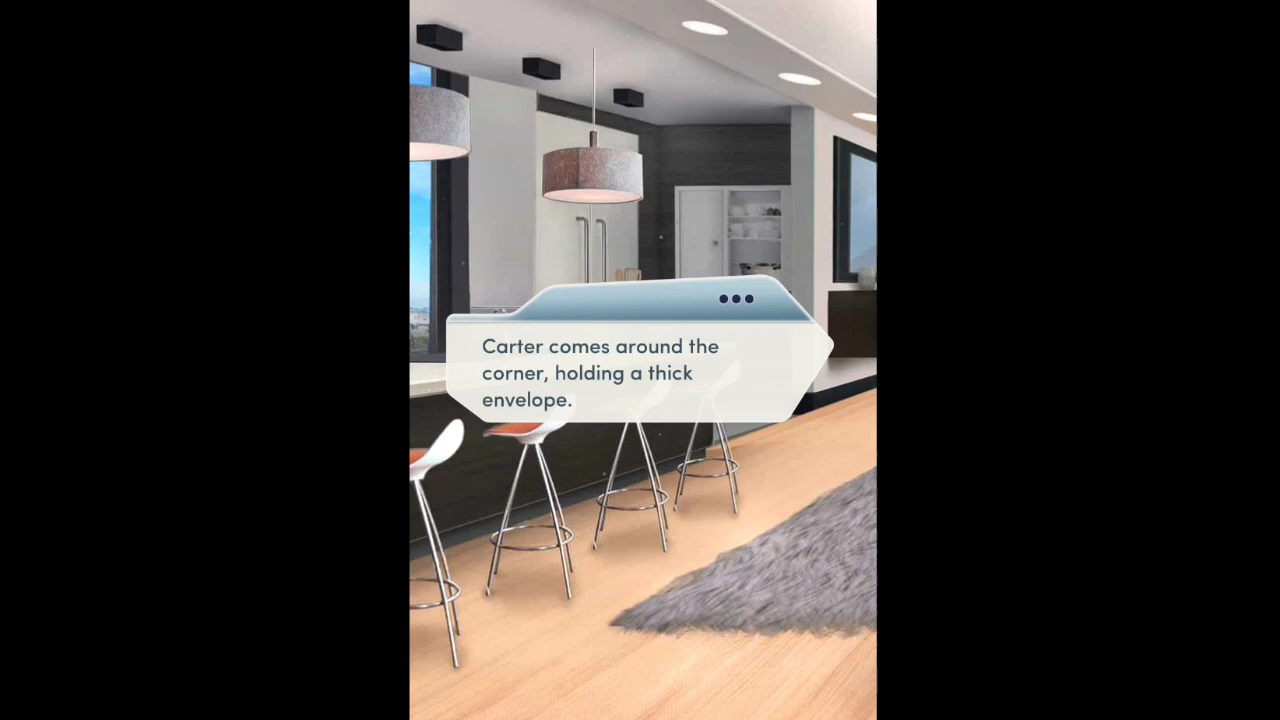 Carter comes around the
corner, holding a thick
envelope.